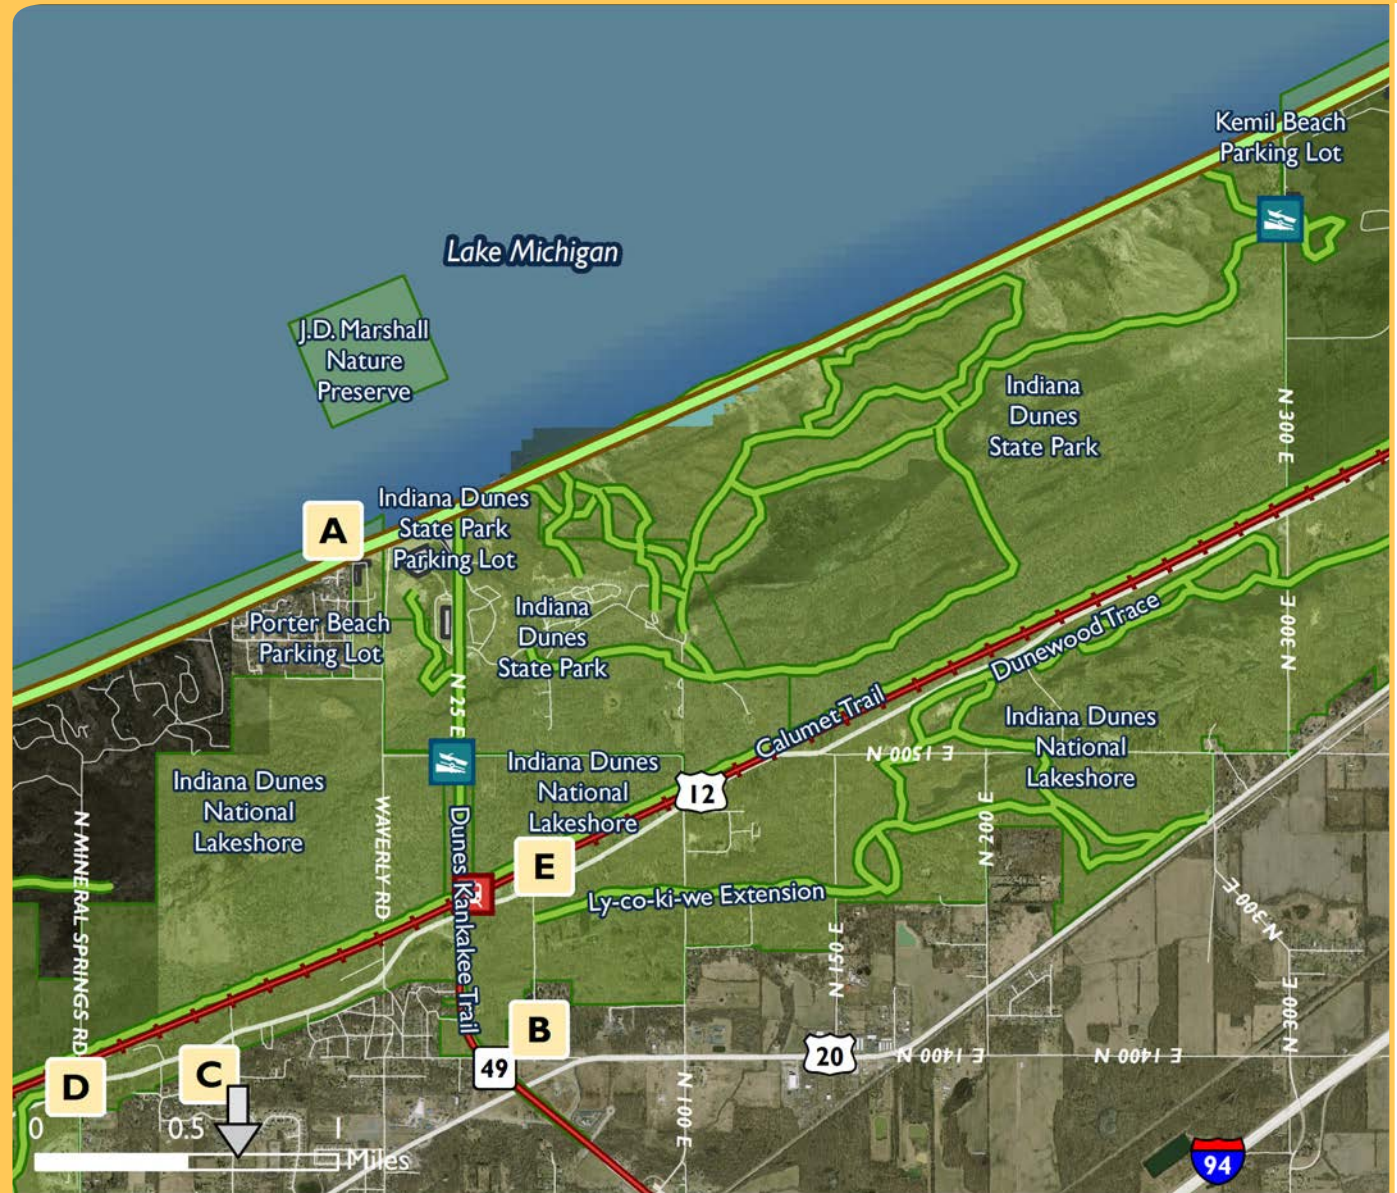 Kemil Beach
Parking Lot
Lake Michigan
J.D. Marshall
Nature
Preserve
Indiana
Dunes
State Park
N 300 E
A
Indiana Dunes
State Park
Parking Lot
Porter Beach
Parking Lot
Indiana
Dunes
State Park
Dunewood Trace
N 300 E
N 25 E
Calumet Trail
Indiana Dunes
National
Lakeshore
E 1500 N
Indiana Dunes
National
Lakeshore
Indiana Dunes
National
Lakeshore
12
N MINERAL SPRINGS RD
WAVERLY RD
Dunes Kankakee Trail
E
N 200 E
Ly-co-ki-we Extension
N 300 E
N 150 E
B
N 300 E
49
20
E 1400 N
E 1400 N
D
C
N 100 E
0
0.5
1
Miles
94